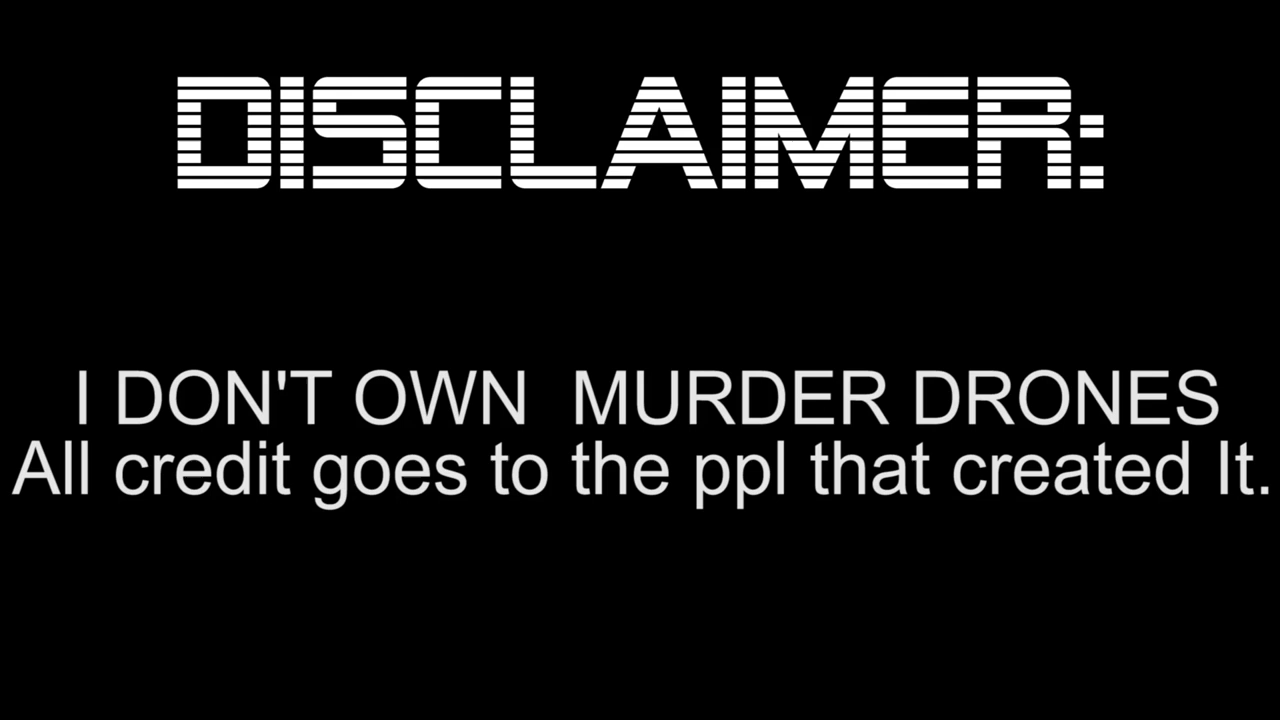 DISCLAIMER:
I DON'T OWN  MURDER DRONES
All credit goes to the ppl that created It.